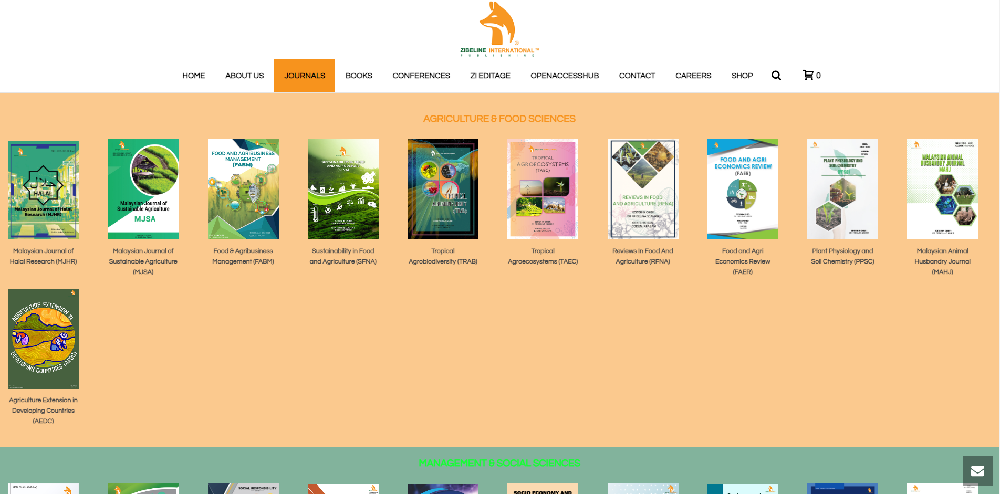 ZIBELINE INTERNATIONAL™
PUBLISHING
HOME
ABOUT US
JOURNALS
BOOKS
CONFERENCES
ZI EDITAGE
OPENACCESSHUB
CONTACT
CAREERS
SHOP
0
AGRICULTURE & FOOD SCIENCES
HALAL
Malaysian Journal of Halal
Research (MJHR)
Malaysian Journal of
Sustainable Agriculture
MJSA
FOOD AND AGRIBUSINESS
MANAGEMENT
(FABM)
SUSTAINABILITY IN FOOD
AND AGRICULTURE
(SFNA)
TROPICAL
AGROBIODIVERSITY
(TRAB)
TROPICAL
AGROECOSYSTEMS
(TAEC)
REVIEWS IN FOOD
AND AGRICULTURE (RFNA)
EDITOR IN CHIEF
FOOD AND AGRI
ECONOMICS REVIEW
(FAER)
PLANT PHYSIOLOGY AND
SOIL CHEMISTRY
(PPSC)
MALAYSIAN ANIMAL
HUSBANDRY JOURNAL
MAHJ
Malaysian Journal of
Halal Research (MJHR)
Malaysian Journal of
Sustainable Agriculture
(MJSA)
Food & Agribusiness
Management (FABM)
Sustainability in Food
and Agriculture (SFNA)
Tropical
Agrobiodiversity (TRAB)
Tropical
Agroecosystems (TAEC)
Reviews In Food And
Agriculture (RFNA)
Food and Agri
Economics Review
(FAER)
Plant Physiology and
Soil Chemistry (PPSC)
Malaysian Animal
Husbandry Journal
(MAHJ)
AGRICULTURE EXTENSION IN
DEVELOPING COUNTRIES (AEDC)
Agriculture Extension in
Developing Countries
(AEDC)
MANAGEMENT & SOCIAL SCIENCES
SOCIAL RESPONSIBILITY
SOCIO ECONOMY AND